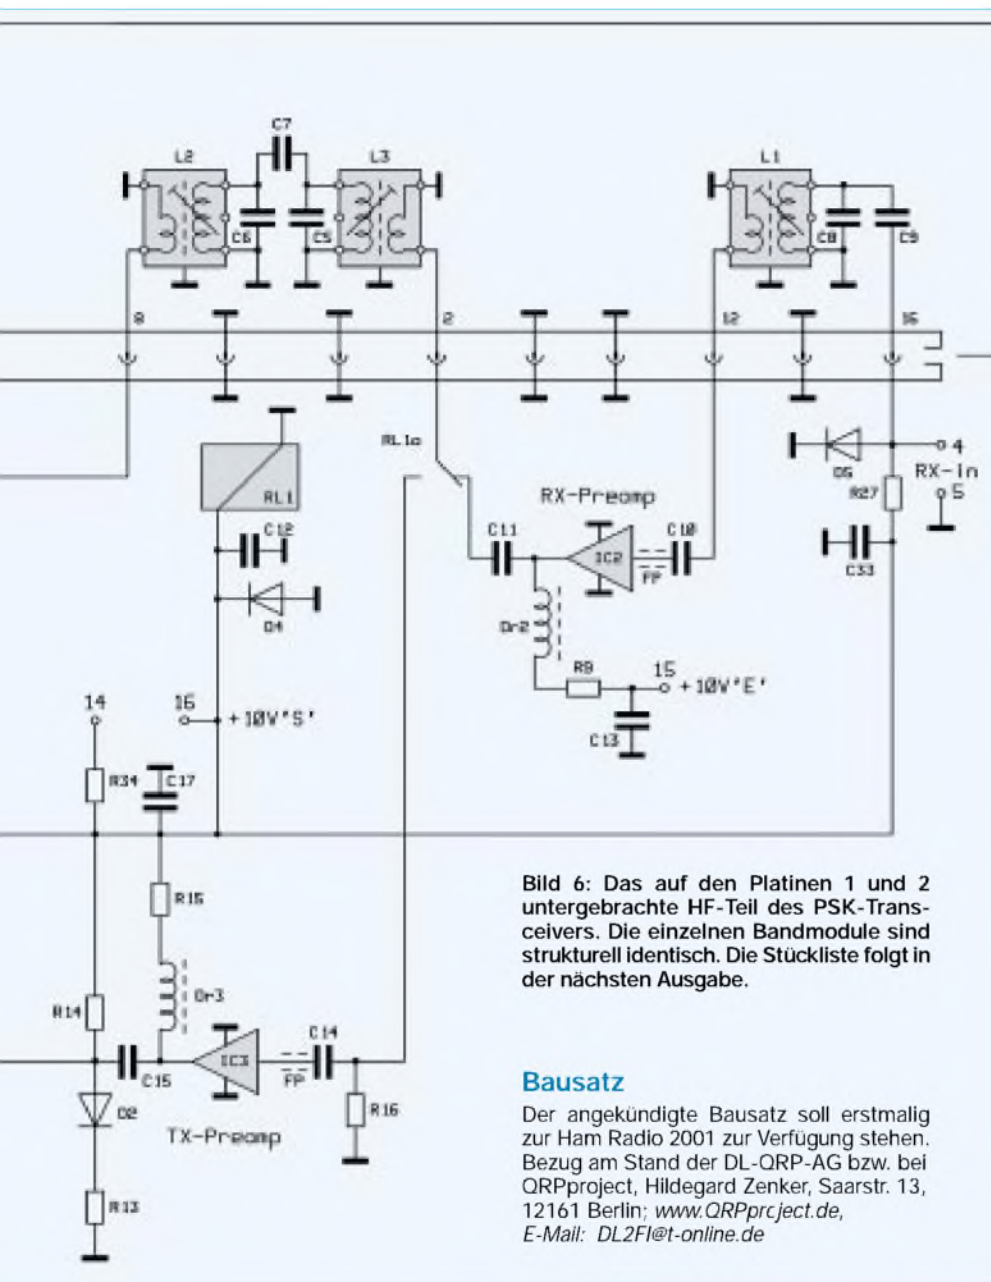 C7
L2
L3
L1
C6
C5
C8
C9
8
2
12
16
RL1a
RL1
C12
D4
RX-Preamp
C11
C10
IC2
FP
Dr2
R9
15
+10V'E'
C13
D5
4
RX-in
R27
5
C33
14
16
+10V'S'
R34
C17
R15
R14
Dr3
C14
IC3
FP
C15
R16
D2
TX-Preamp
R13
Bild 6: Das auf den Platinen 1 und 2
untergebrachte HF-Teil des PSK-Trans-
ceivers. Die einzelnen Bandmodule sind
strukturell identisch. Die Stückliste folgt in
der nächsten Ausgabe.
Bausatz
Der angekündigte Bausatz soll erstmalig
zur Ham Radio 2001 zur Verfügung stehen.
Bezug am Stand der DL-QRP-AG bzw. bei
QRPproject, Hildegard Zenker, Saarstr. 13,
12161 Berlin; www.QRPproject.de,
E-Mail: DL2FI@t-online.de